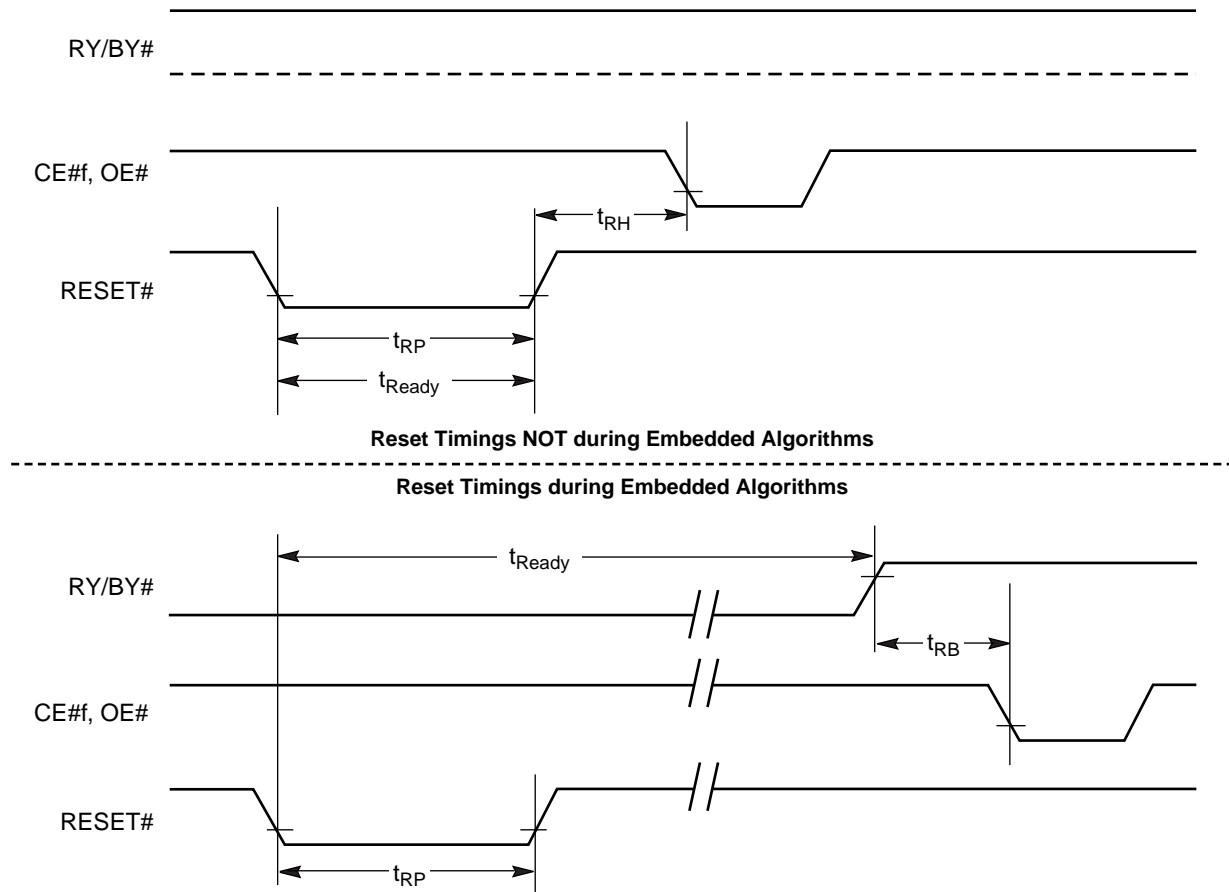 RY/BY#
CE#f, OE#
tRH
RESET#
tRP
tReady
Reset Timings NOT during Embedded Algorithms
Reset Timings during Embedded Algorithms
tReady
RY/BY#
tRB
CE#f, OE#
RESET#
tRP